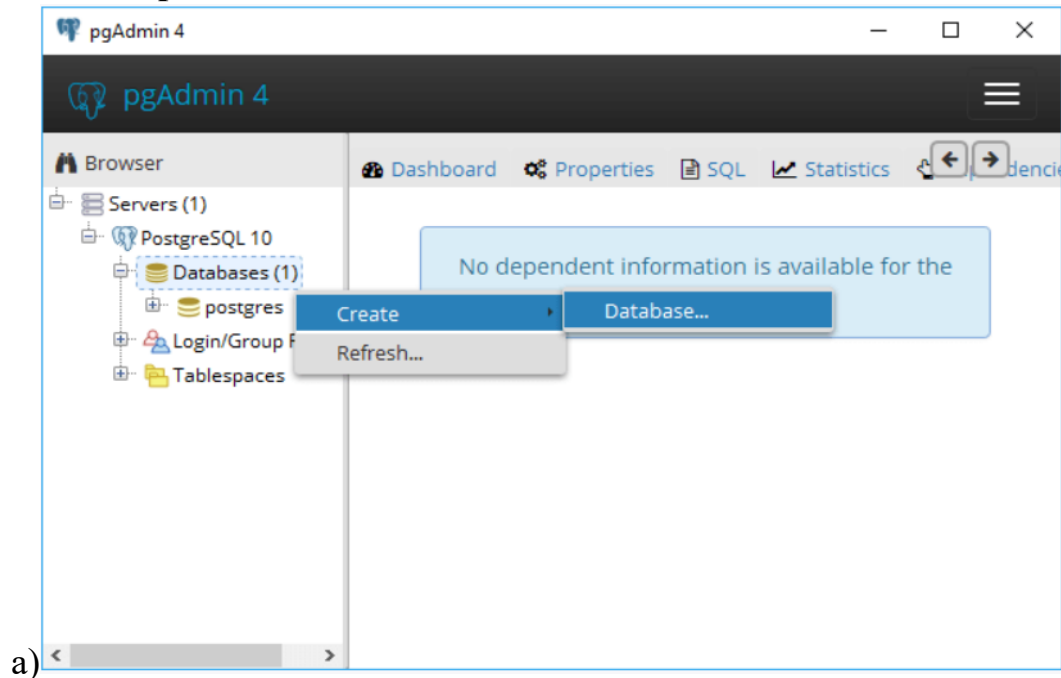 pgAdmin 4
pgAdmin 4
Browser
Dashboard Properties SQL Statistics
Servers (1)
PostgreSQL 10
Databases (1)
No dependent information is available for the
postgres
Create
Database...
Login/Group
Refresh...
Tablespaces
a)